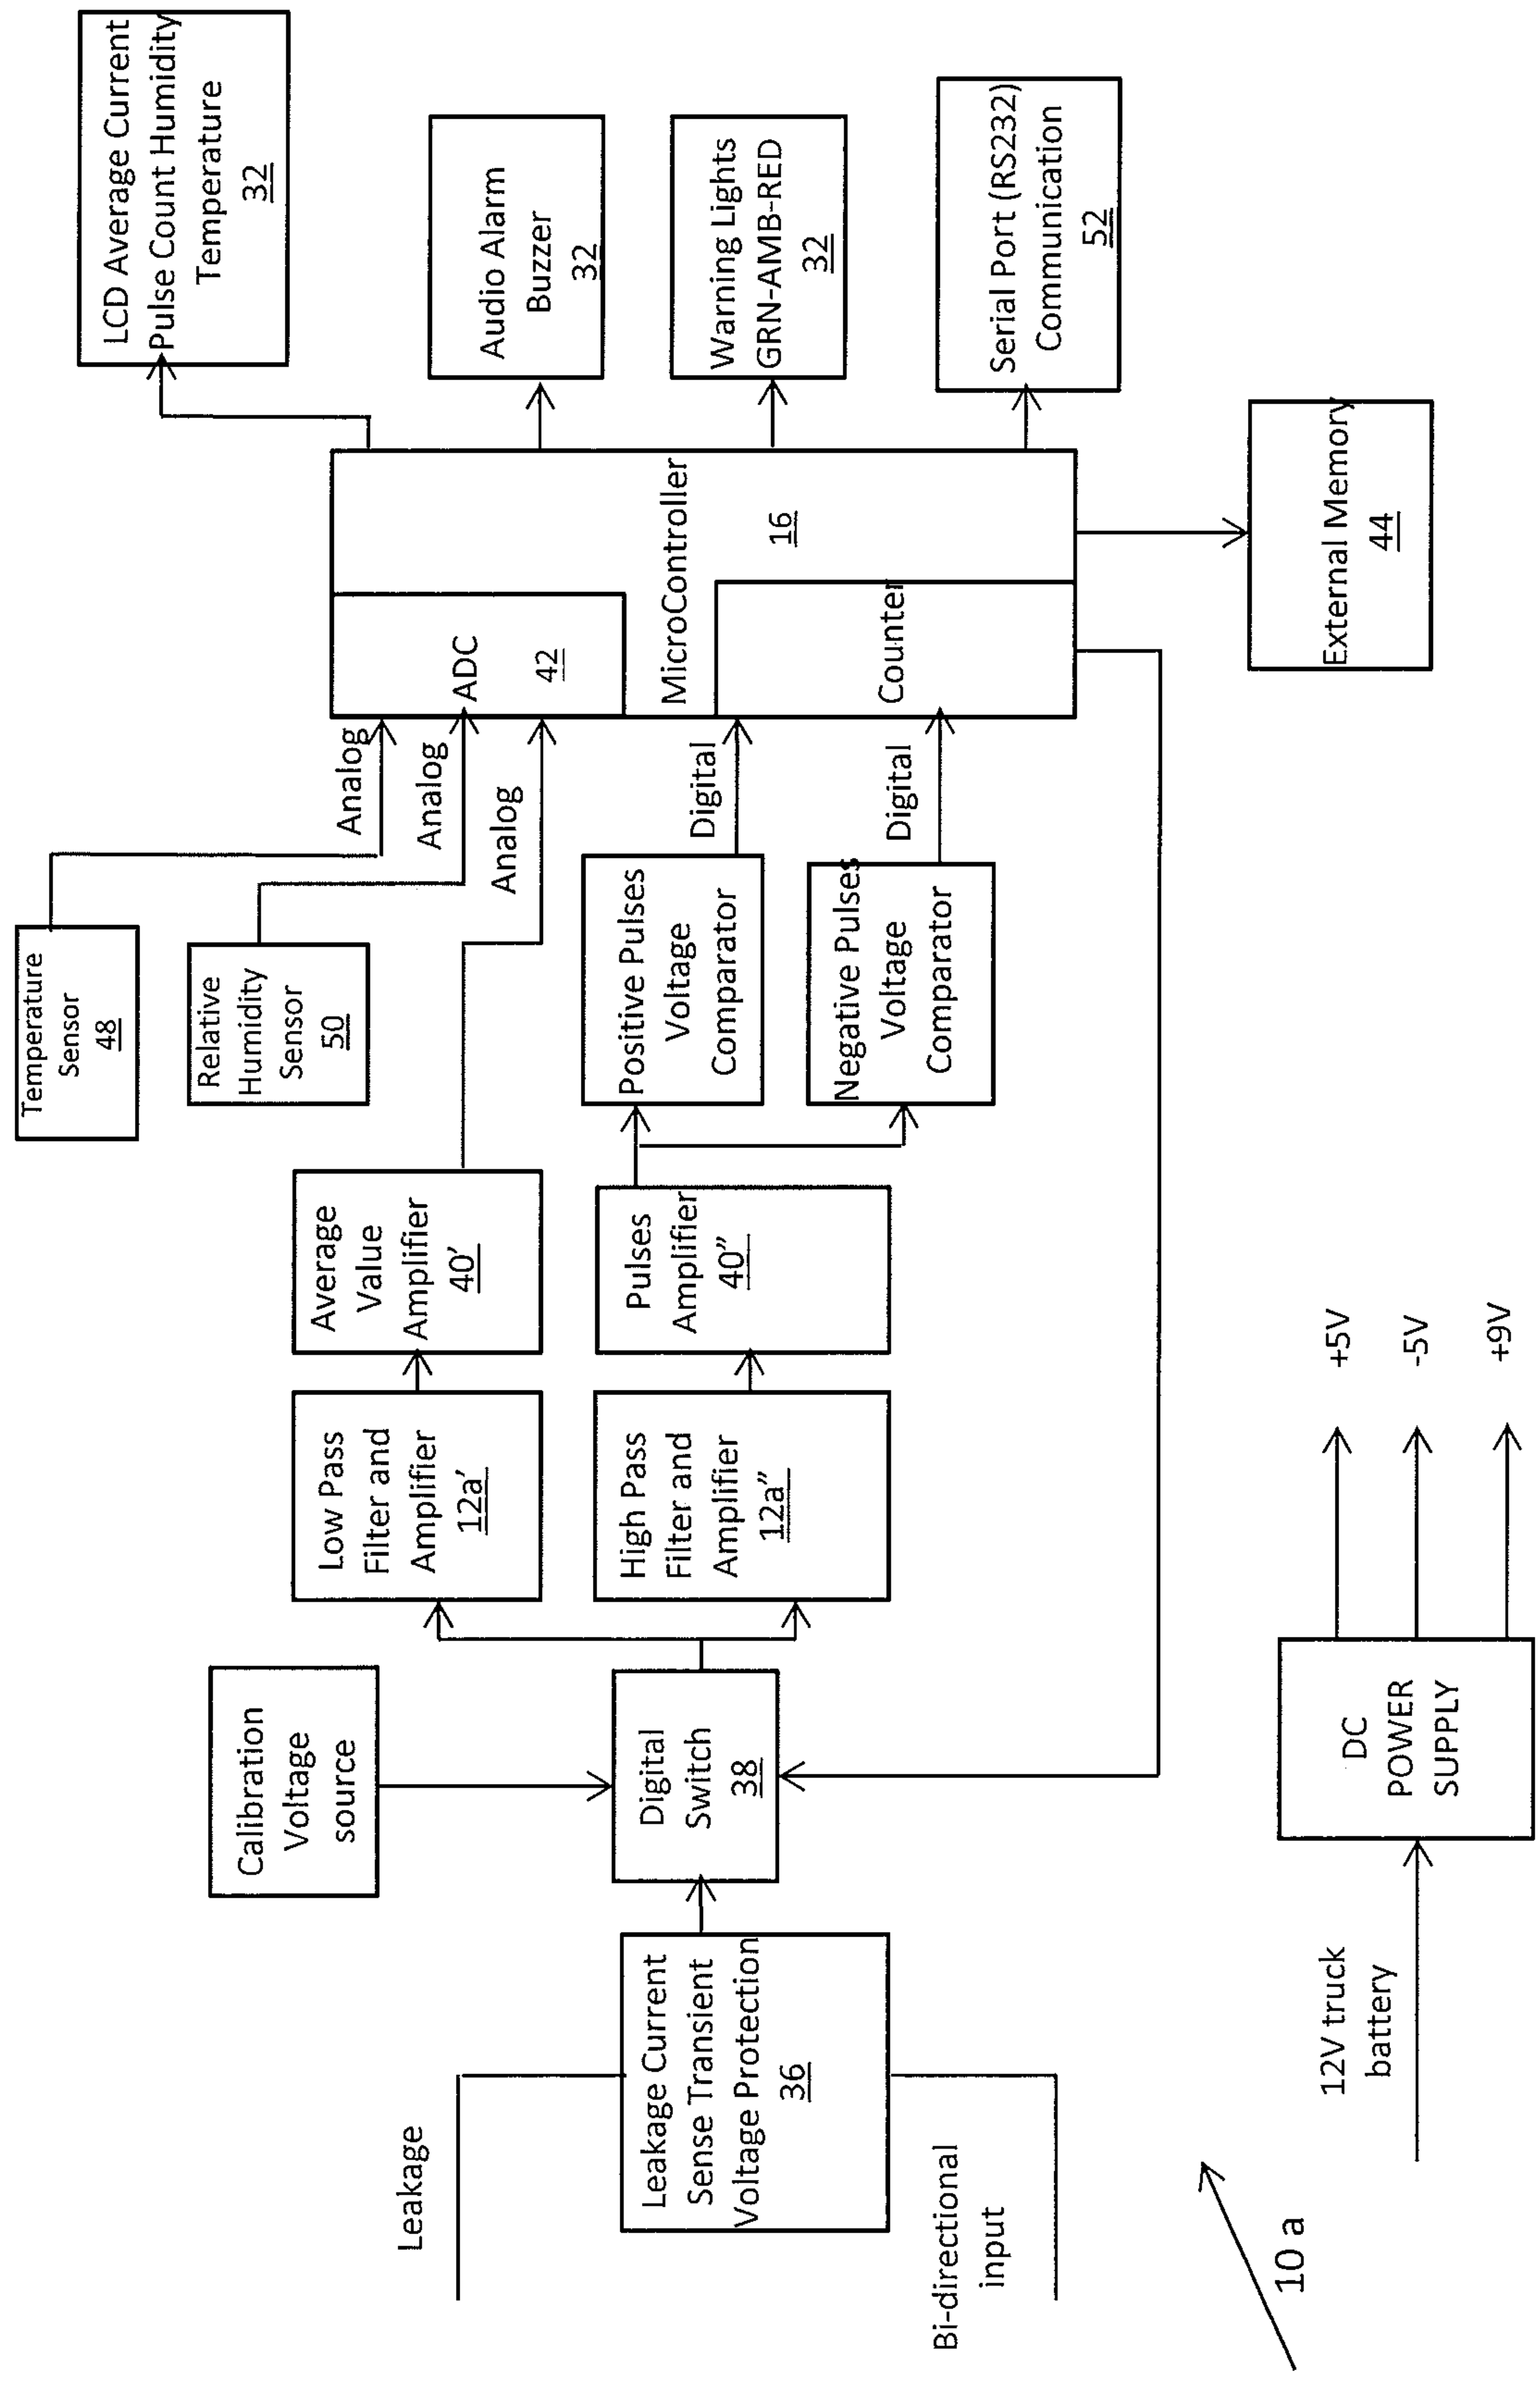 Leakage
Bi-directional
input
Leakage Current
Sense Transient
Voltage Protection
36
Calibration
Voltage
source
Digital
Switch
38
Low Pass
Filter and
Amplifier
12a'
High Pass
Filter and
Amplifier
12a"
Average
Value
Amplifier
40'
Pulses
Amplifier
40"
Temperature
Sensor
48
Relative
Humidity
Sensor
50
Positive Pulses
Voltage
Comparator
Negative Pulses
Voltage
Comparator
Analog
Analog
Analog
Digital
Digital
ADC
42
MicroController
16
Counter
LCD Average Current
Pulse Count Humidity
Temperature
32
Audio Alarm
Buzzer
32
Warning Lights
GRN-AMB-RED
32
Serial Port (RS232)
Communication
52
External Memory
44
12V truck
battery
DC
POWER
SUPPLY
+5V
-5V
+9V
10 a